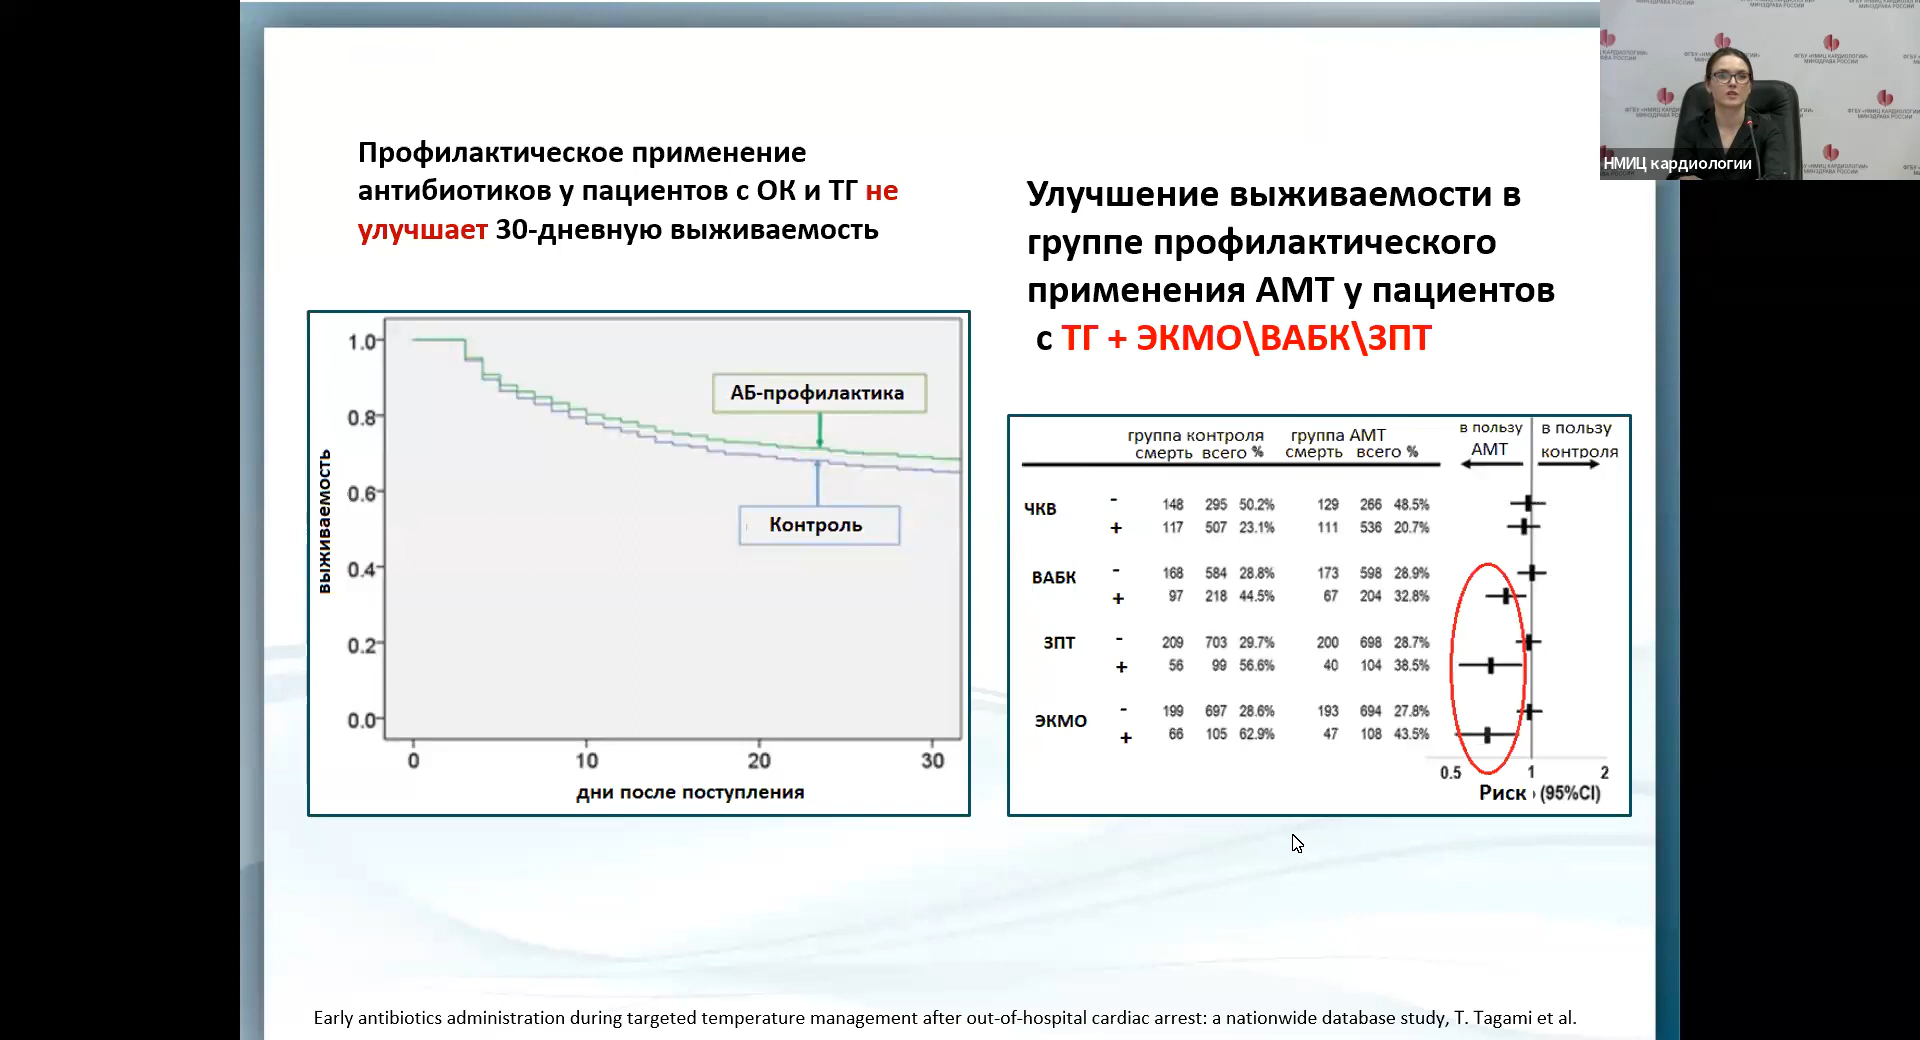 Профилактическое применение
антибиотиков у пациентов с ОК и ТГ не
улучшает 30-дневную выживаемость
Улучшение выживаемости в
группе профилактического
применения АМТ у пациентов
с ТГ + ЭКМО\ВАБК\ЗПТ
выживаемость
1.0
0.8
0.6
0.4
0.2
0.0
АБ-профилактика
Контроль
0 10 20 30
дни после поступления
группа контроля группа АМТ
смерть всего % смерть всего %
в пользу
АМТ
в пользу
контроля
ЧКВ
- 148 295 50.2% 129 266 48.5%
+ 117 507 23.1% 111 536 20.7%
ВАБК
- 168 584 28.8% 173 598 28.9%
+ 97 218 44.5% 67 204 32.8%
ЗПТ
- 209 703 29.7% 200 698 28.7%
+ 56 99 56.6% 40 104 38.5%
ЭКМО
- 199 697 28.6% 193 694 27.8%
+ 66 105 62.9% 47 108 43.5%
0.5 1 2
Риск (95%CI)
Early antibiotics administration during targeted temperature management after out-of-hospital cardiac arrest: a nationwide database study, T. Tagami et al.
НМИЦ кардиологии
ФГБУ «НМИЦ КАРДИОЛОГИИ»
МИНЗДРАВА РОССИИ